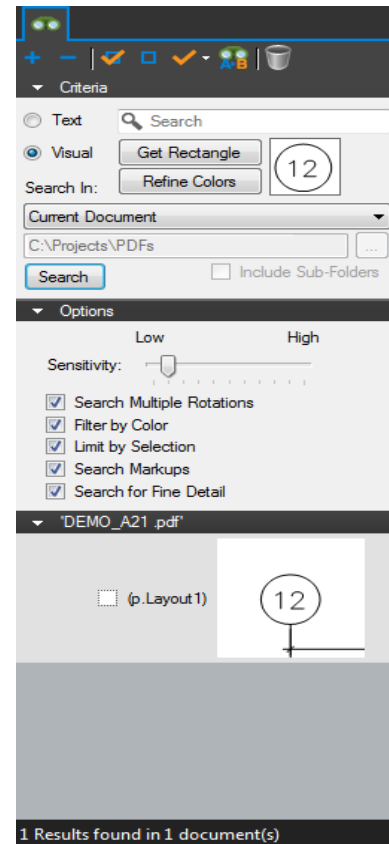 A B
Criteria
Text Search
Visual Get Rectangle 12
Search In: Refine Colors
Current Document
C:\Projects\PDFs ...
Search Include Sub-Folders
Options
Low High
Sensitivity:
Search Multiple Rotations
Filter by Color
Limit by Selection
Search Markups
Search for Fine Detail
'DEMO_A21 .pdf'
(p.Layout1) 12
1 Results found in 1 document(s)